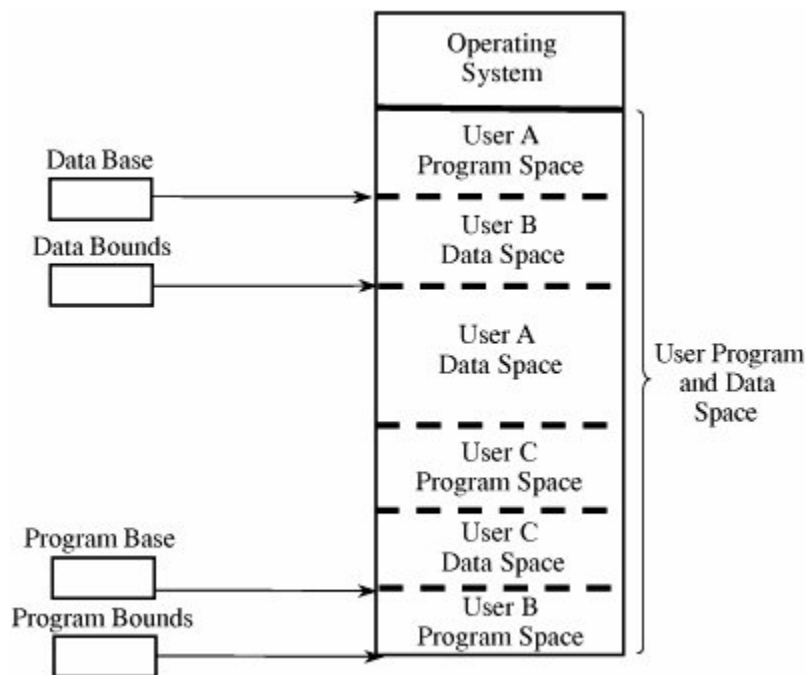 Operating
System
User A
Program Space
Data Base
User B
Data Space
Data Bounds
User A
Data Space
User Program
and Data
Space
User C
Program Space
User C
Data Space
Program Base
User B
Program Space
Program Bounds